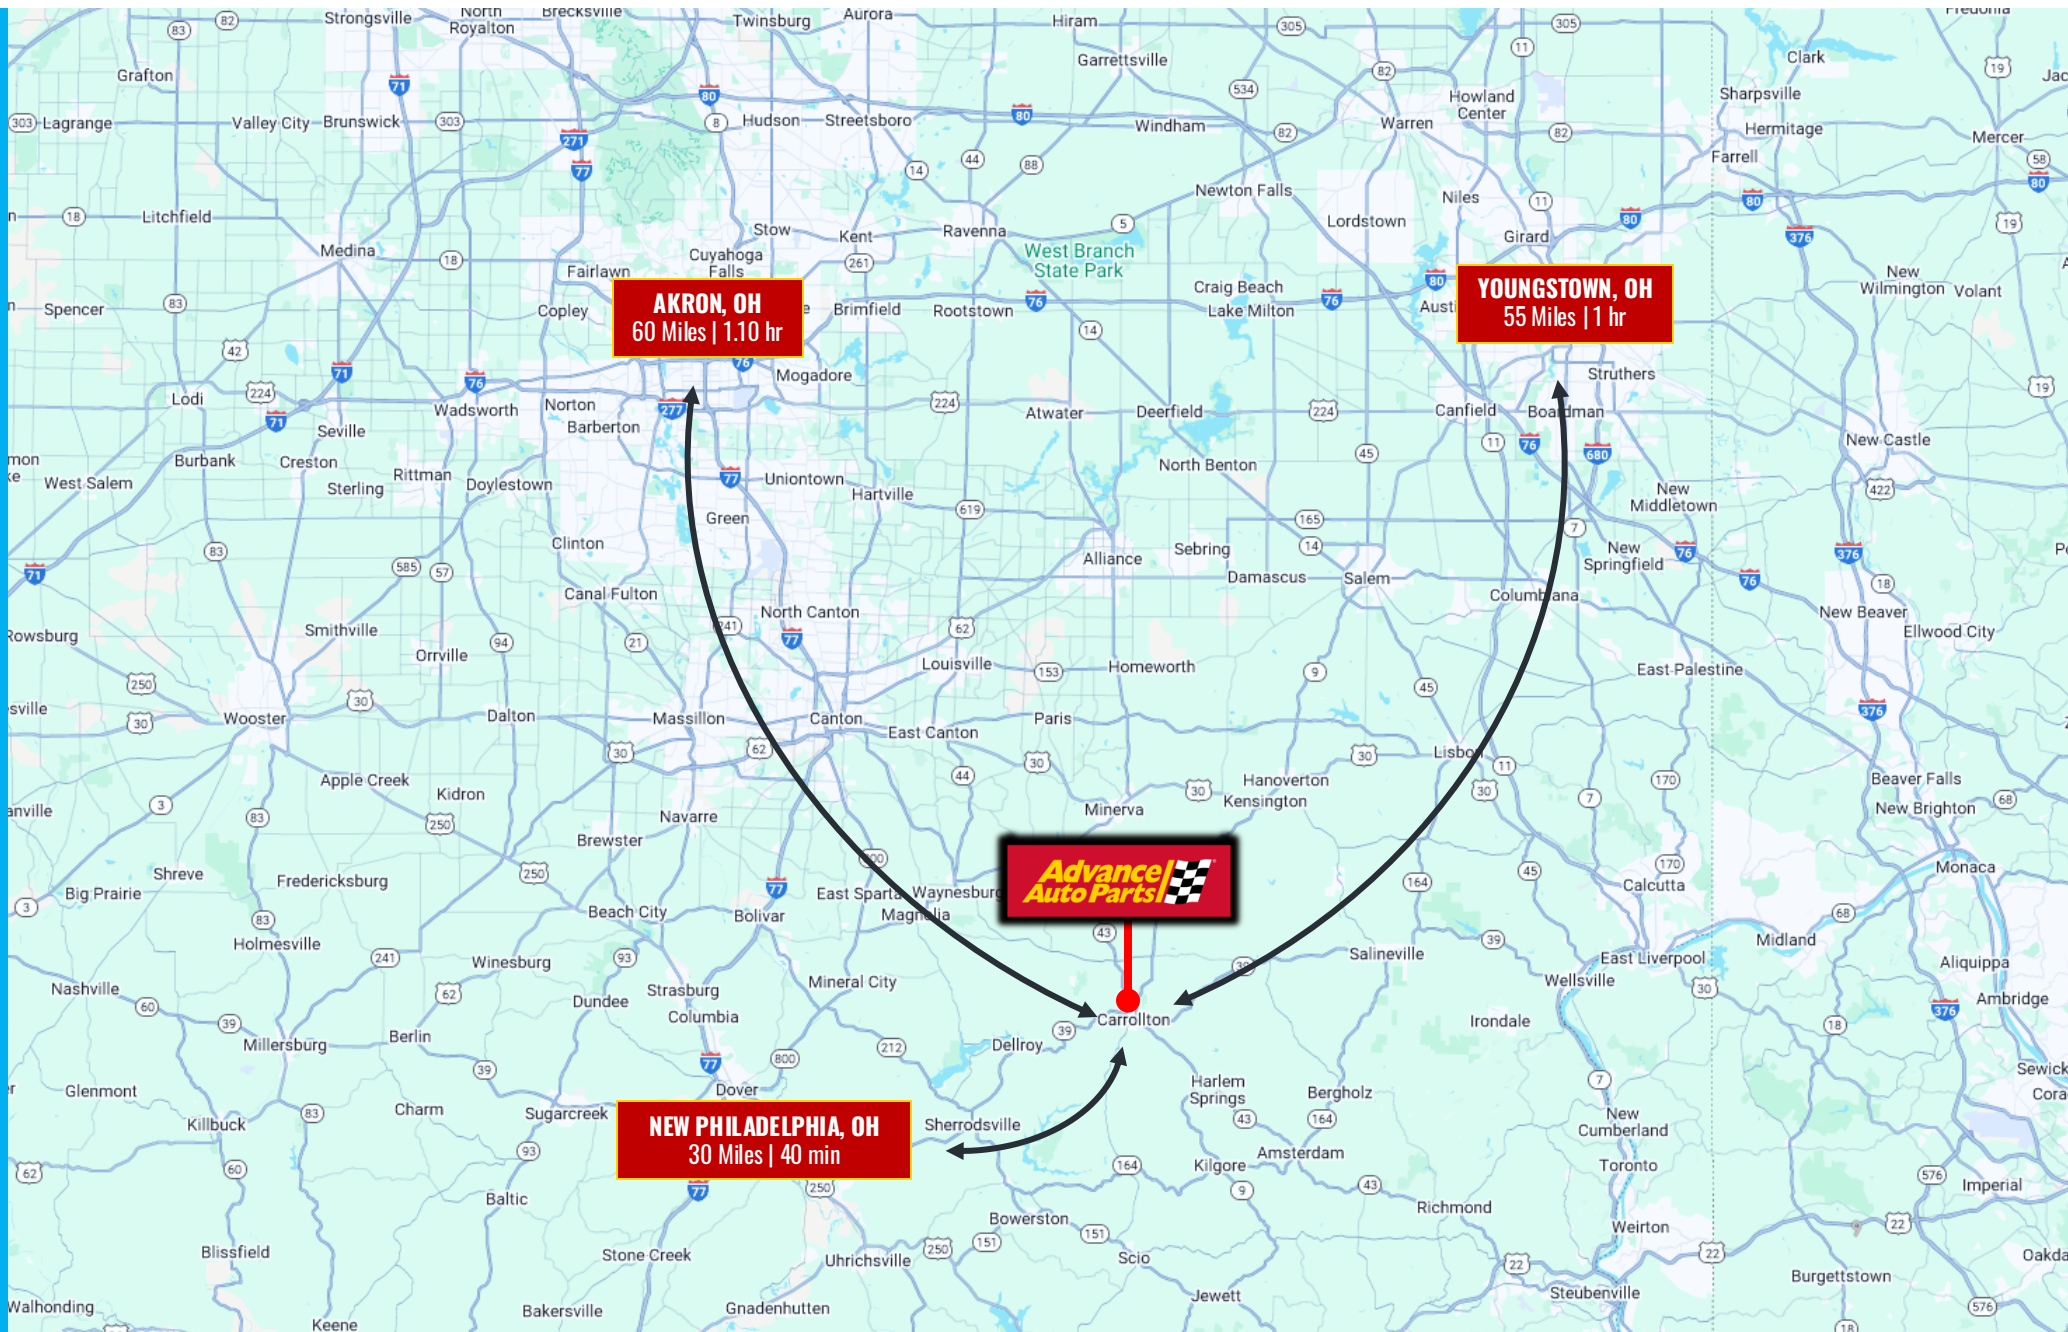 Strongsville
North
Royalton
Brecksville
Twinsburg
Aurora
Hiram
Garrettsville
Clark
Grafton
Sharpsville
Howland
Center
Hermitage
Mercer
Lagrange
Valley City
Brunswick
Hudson
Streetsboro
Windham
Warren
Farrell
Newton Falls
Niles
Litchfield
Lordstown
Medina
Stow
Kent
Ravenna
Girard
West Branch
State Park
Cuyahoga
Falls
Fairlawn
Craig Beach
Lake Milton
New
Wilmington
Volant
Spencer
Copley
AKRON, OH
60 Miles | 1.10 hr
Brimfield
Rootstown
YOUNGSTOWN, OH
55 Miles | 1 hr
Mogadore
Struthers
Lodi
Wadsworth
Norton
Barberton
Atwater
Deerfield
Canfield
Boardman
Seville
New Castle
Burbank
Creston
Rittman
Sterling
Doylestown
West Salem
Uniontown
Hartville
North Benton
New
Middletown
Green
Clinton
Alliance
Sebring
Damascus
Salem
New
Springfield
Canal Fulton
North Canton
Columbiana
New Beaver
Ellwood City
Rowsburg
Smithville
Orrville
Louisville
Homeworth
East Palestine
Wooster
Dalton
Massillon
Canton
East Canton
Paris
Lisbon
Apple Creek
Kidron
Hanoverton
Kensington
Beaver Falls
New Brighton
Minerva
Navarre
Brewster
Monaca
Shreve
Fredericksburg
Big Prairie
Calcutta
Advance
Auto Parts
Beach City
Bolivar
East Sparta
Waynesburg
Magnolia
Holmesville
Midland
Winesburg
Salineville
East Liverpool
Aliquippa
Wellsville
Nashville
Dundee
Strasburg
Columbia
Mineral City
Ambridge
Carrollton
Irondale
Berlin
Millersburg
Dellroy
Glenmont
Charm
Sugarcreek
Dover
Harlem
Springs
Bergholz
Killbuck
NEW PHILADELPHIA, OH
30 Miles | 40 min
Sherrodsville
New
Cumberland
Amsterdam
Kilgore
Toronto
Imperial
Baltic
Richmond
Bowerston
Weirton
Blissfield
Stone Creek
Uhrichsville
Scio
Burgettstown
Steubenville
Jewett
Walhonding
Bakersville
Gnadenhutten
Keene